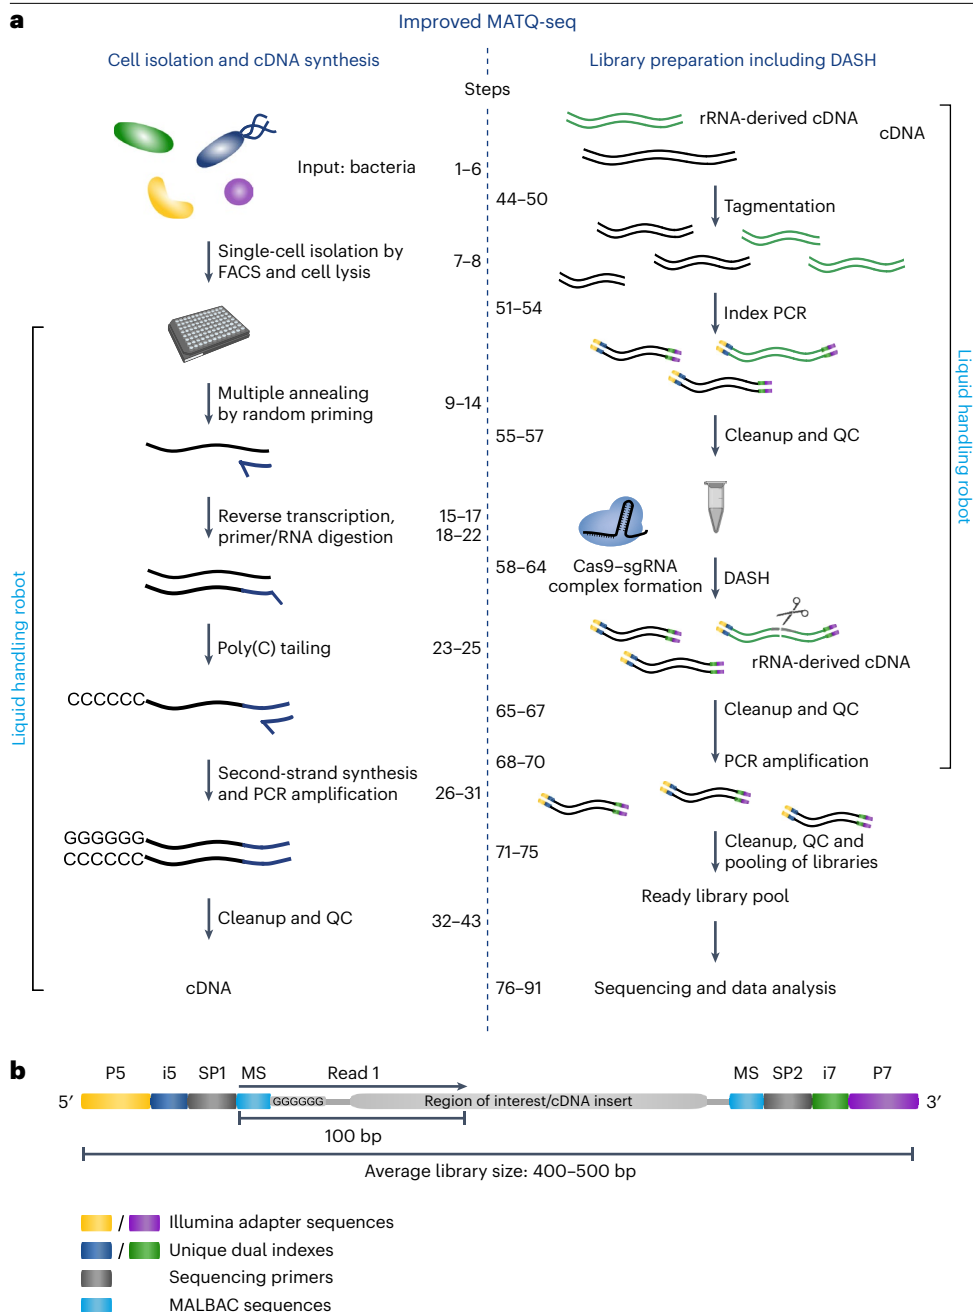 a
Improved MATQ-seq
Cell isolation and cDNA synthesis
Steps
Input: bacteria
1–6
Single-cell isolation by
FACS and cell lysis
7–8
Multiple annealing
by random priming
9–14
Reverse transcription,
primer/RNA digestion
15–17
18–22
Poly(C) tailing
23–25
CCCCCC
Second-strand synthesis
and PCR amplification
26–31
GGGGGG
CCCCCC
Cleanup and QC
32–43
cDNA
Liquid handling robot
Library preparation including DASH
rRNA-derived cDNA
cDNA
44–50
Tagmentation
51–54
Index PCR
55–57
Cleanup and QC
Cas9–sgRNA
complex formation
58–64
DASH
rRNA-derived cDNA
65–67
Cleanup and QC
68–70
PCR amplification
71–75
Cleanup, QC and
pooling of libraries
Ready library pool
76–91
Sequencing and data analysis
Liquid handling robot
b
P5 i5 SP1 MS Read 1 MS SP2 i7 P7
5′ GGGGGG Region of interest/cDNA insert 3′
100 bp
Average library size: 400–500 bp
/ Illumina adapter sequences
/ Unique dual indexes
Sequencing primers
MALBAC sequences